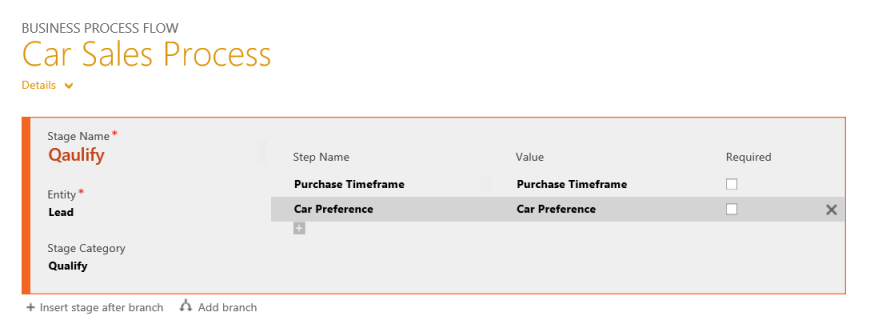 BUSINESS PROCESS FLOW
Car Sales Process
Details
Stage Name*
Qaulify
Entity*
Lead
Stage Category
Qualify
Step Name Value Required
Purchase Timeframe Purchase Timeframe
Car Preference Car Preference
+ Insert stage after branch Add branch